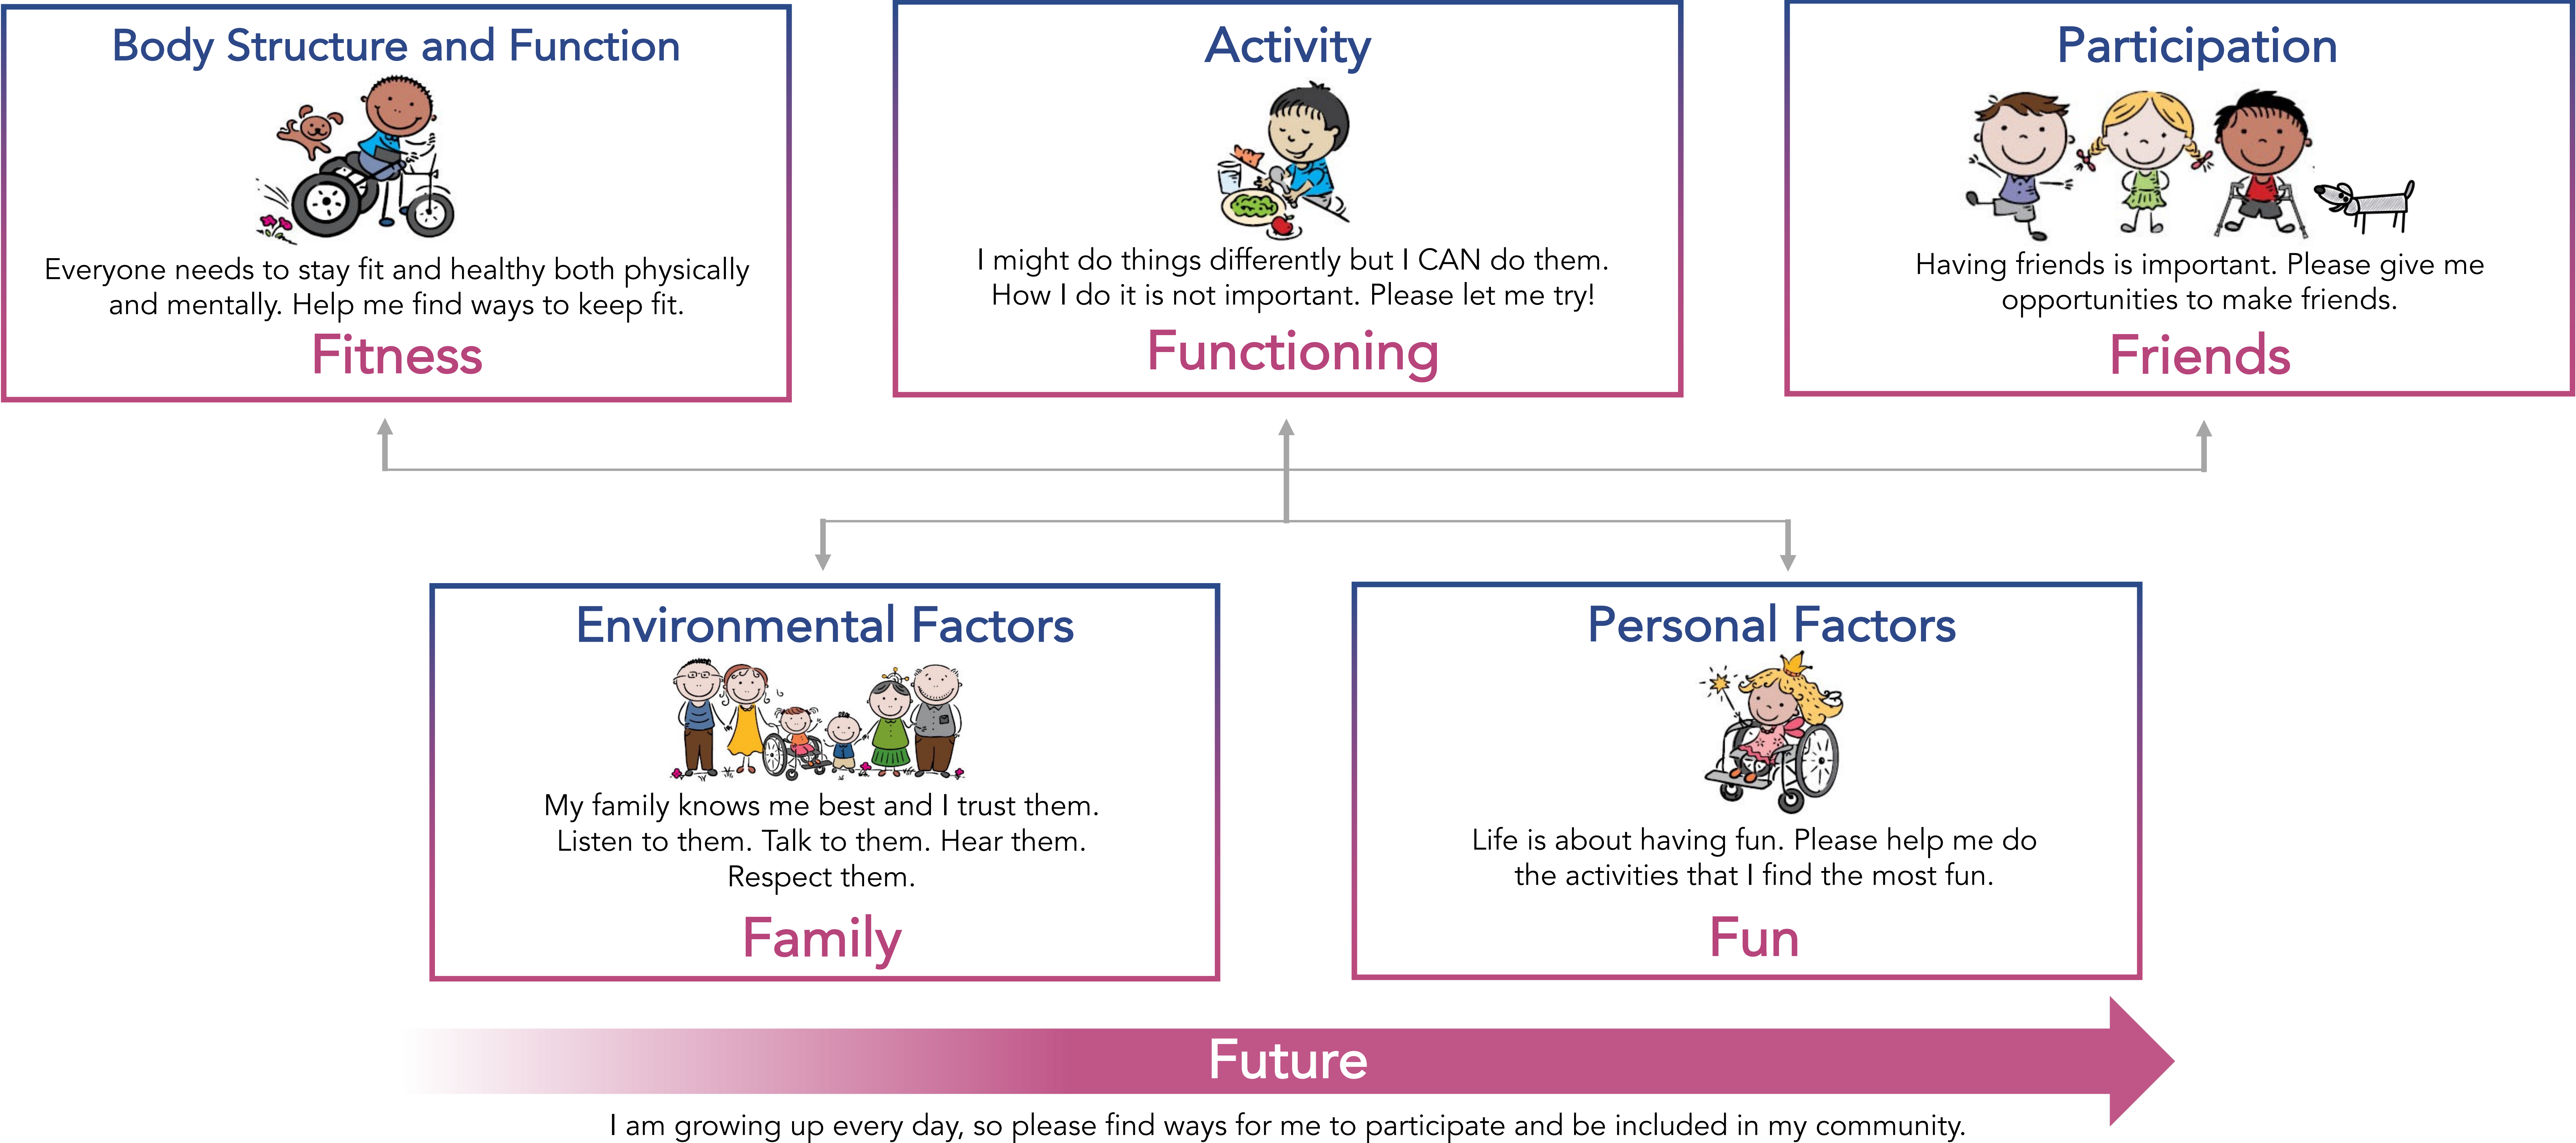 Body Structure and Function
Everyone needs to stay fit and healthy both physically
and mentally. Help me find ways to keep fit.
Fitness
Activity
I might do things differently but I CAN do them.
How I do it is not important. Please let me try!
Functioning
Participation
Having friends is important. Please give me
opportunities to make friends.
Friends
Environmental Factors
My family knows me best and I trust them.
Listen to them. Talk to them. Hear them.
Respect them.
Family
Personal Factors
Life is about having fun. Please help me do
the activities that I find the most fun.
Fun
Future
I am growing up every day, so please find ways for me to participate and be included in my community.